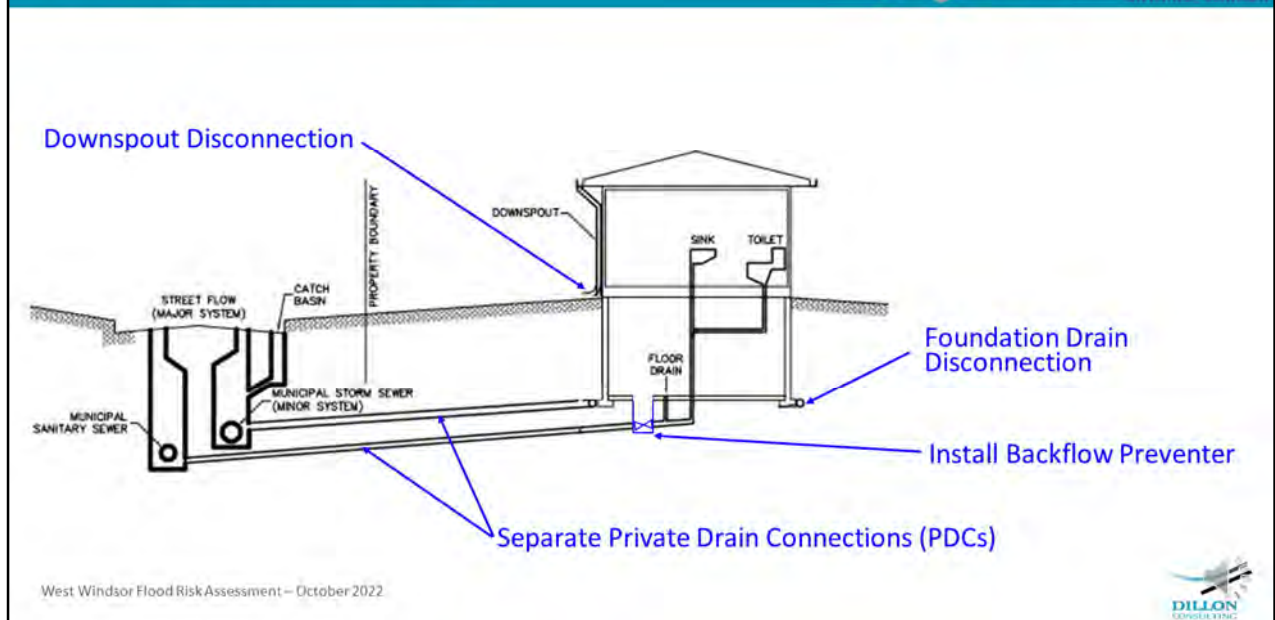 Downspout Disconnection
PROPERTY BOUNDARY
DOWNSPOUT
SINK
TOILET
STREET FLOW
(MAJOR SYSTEM)
CATCH
BASIN
Foundation Drain
Disconnection
FLOOR
DRAIN
MUNICIPAL STORM SEWER
(MINOR SYSTEM)
MUNICIPAL
SANITARY SEWER
Install Backflow Preventer
Separate Private Drain Connections (PDCs)
West Windsor Flood Risk Assessment – October 2022
DILLON
CONSULTING